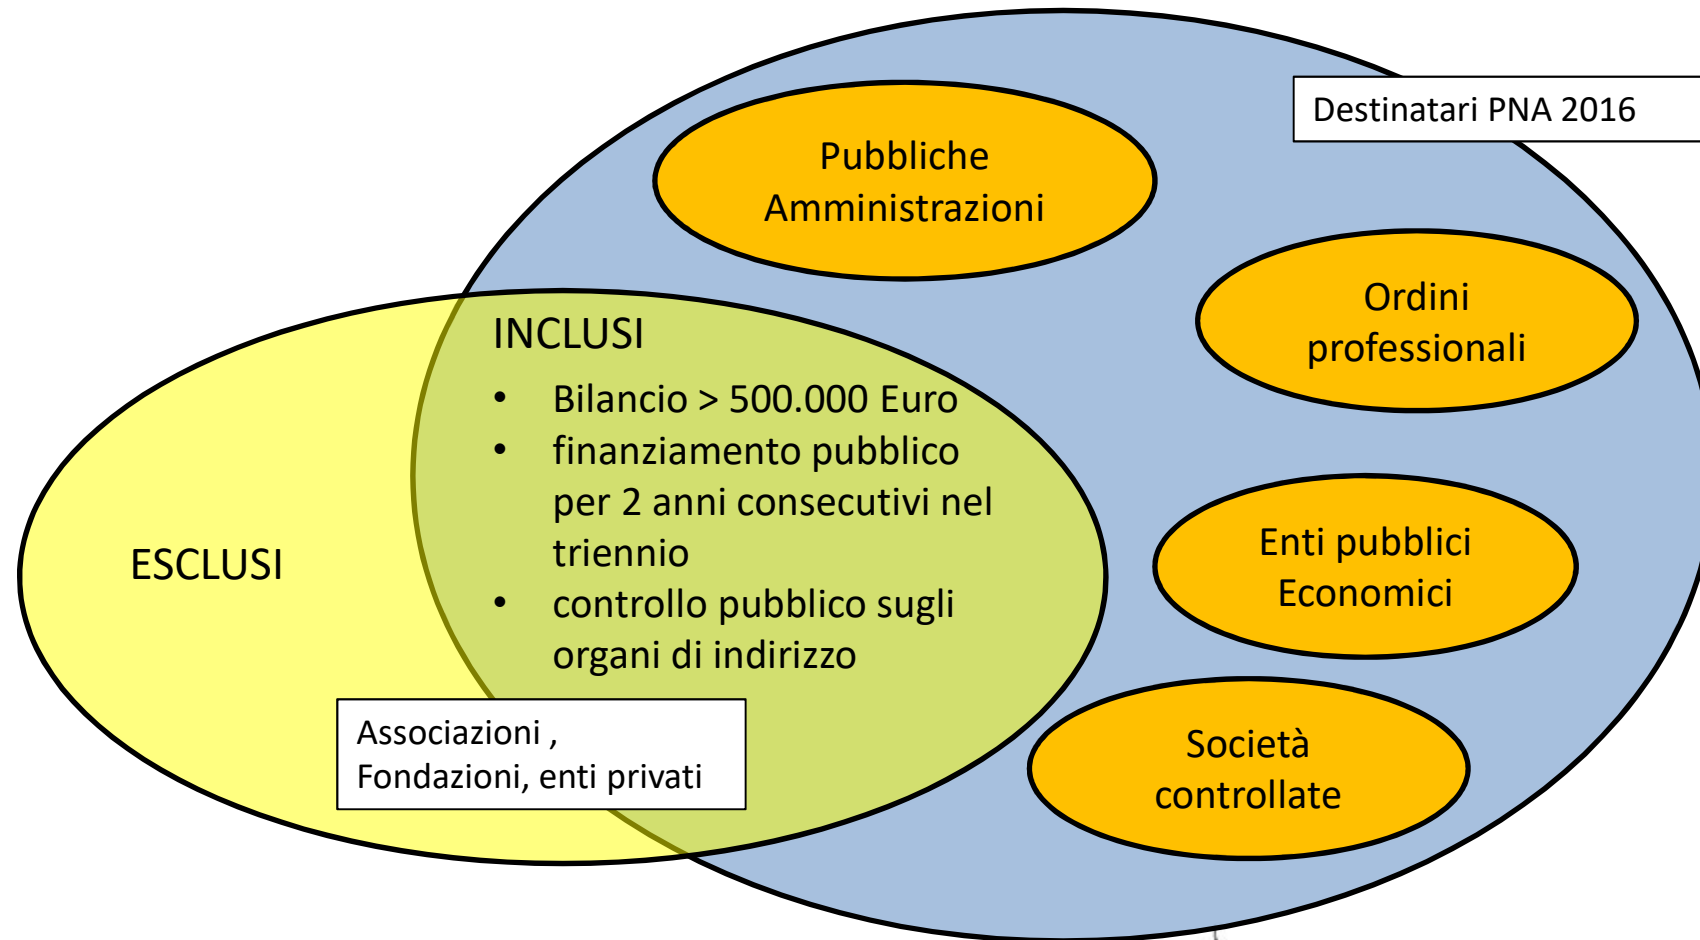 Destinatari PNA 2016
Pubbliche
Amministrazioni
Ordini
professionali
INCLUSI
• Bilancio > 500.000 Euro
• finanziamento pubblico
per 2 anni consecutivi nel
triennio
• controllo pubblico sugli
organi di indirizzo
ESCLUSI
Enti pubblici
Economici
Associazioni ,
Fondazioni, enti privati
Società
controllate